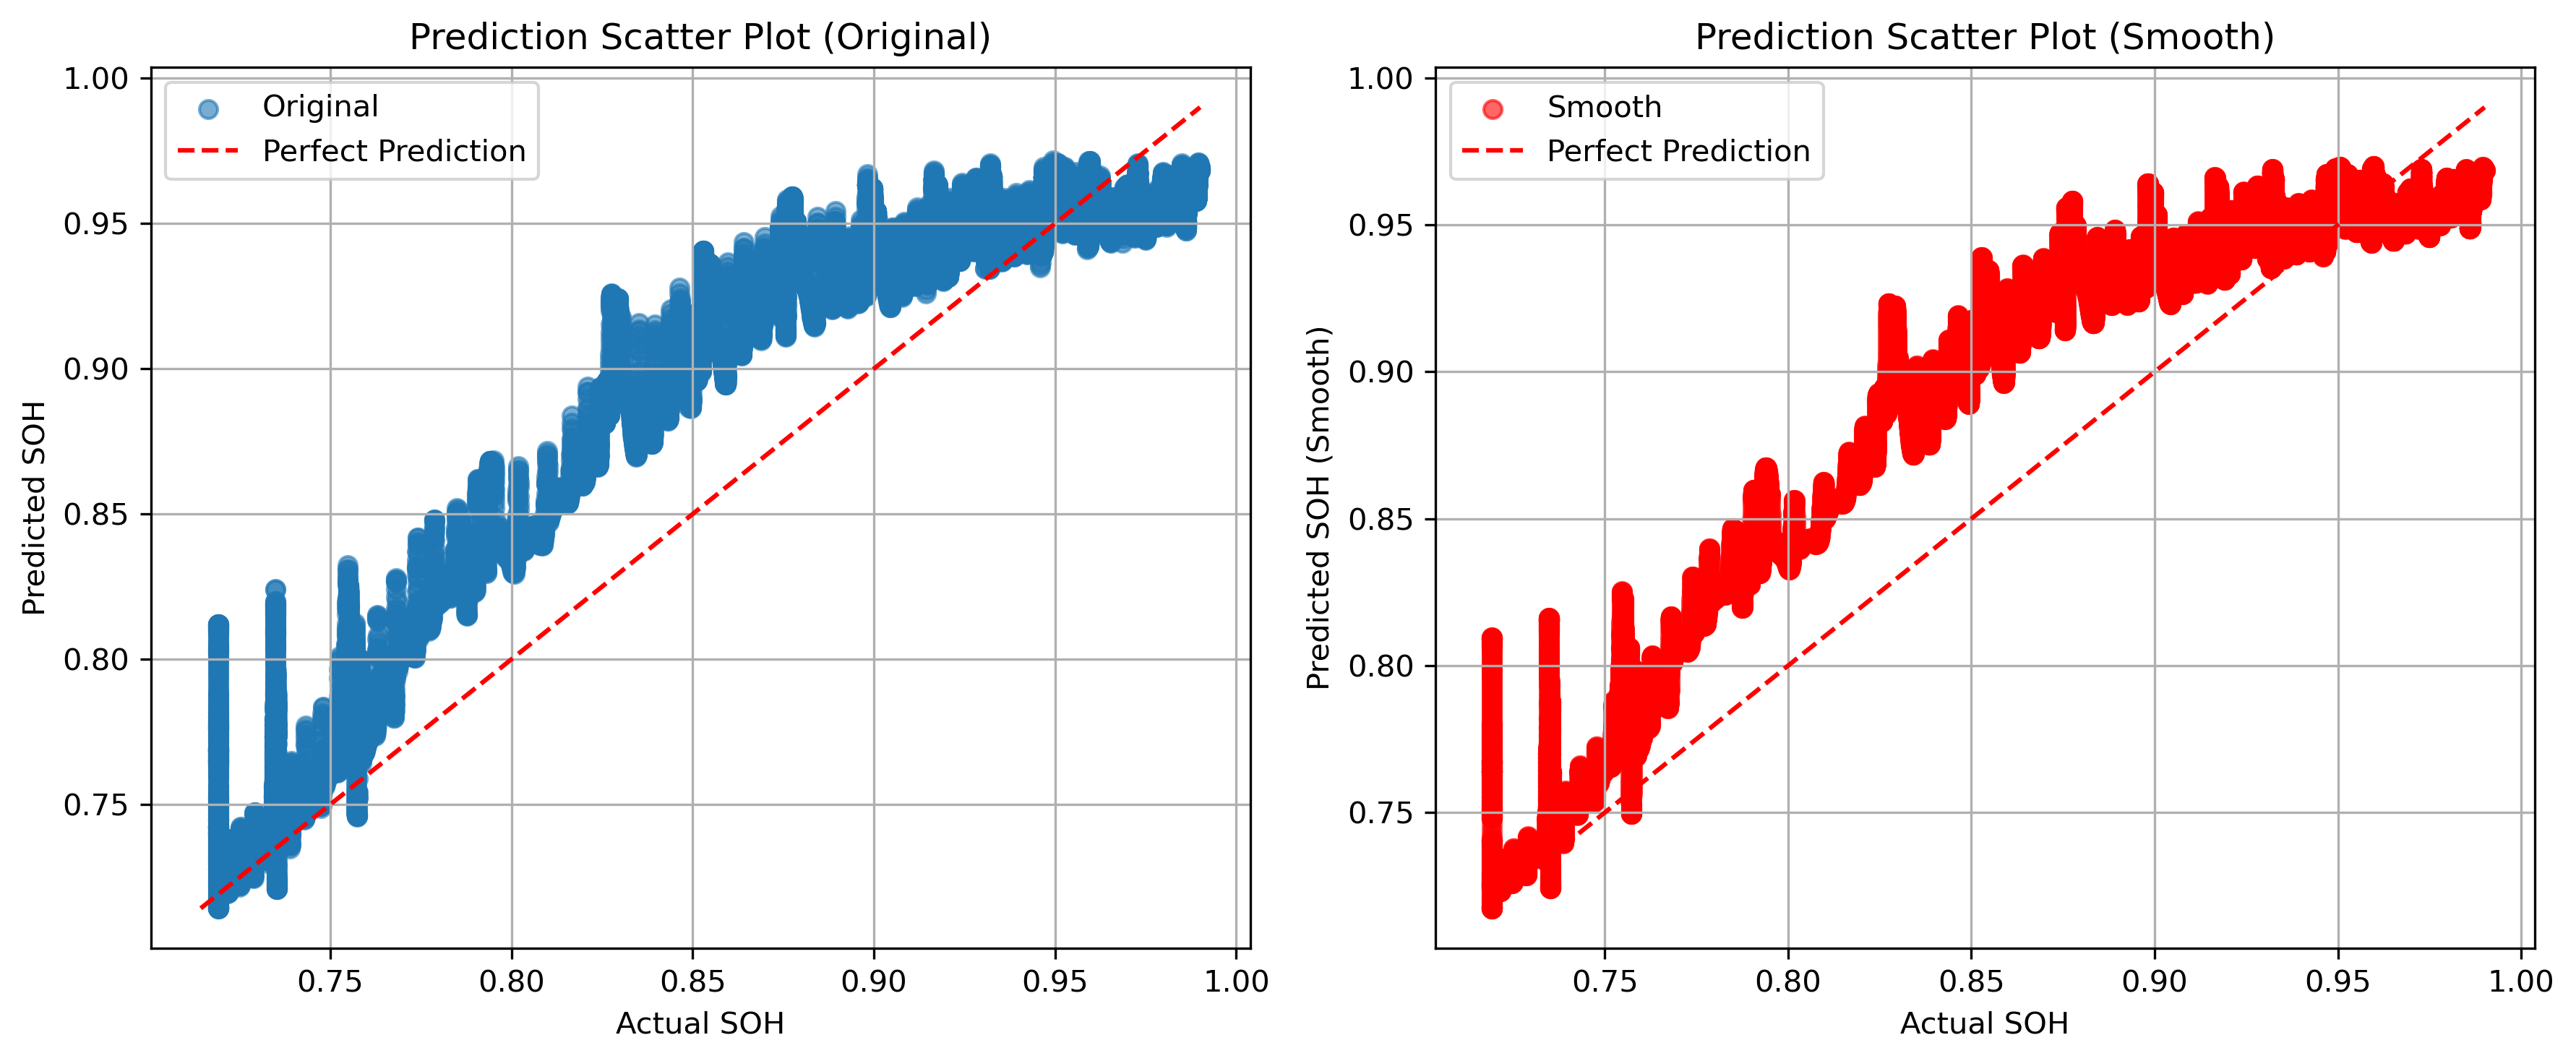 Prediction Scatter Plot (Original)
Original
Perfect Prediction
1.00
0.95
0.90
0.85
0.80
0.75
Predicted SOH
0.75 0.80 0.85 0.90 0.95 1.00
Actual SOH
Prediction Scatter Plot (Smooth)
Smooth
Perfect Prediction
1.00
0.95
0.90
0.85
0.80
0.75
Predicted SOH (Smooth)
0.75 0.80 0.85 0.90 0.95 1.00
Actual SOH